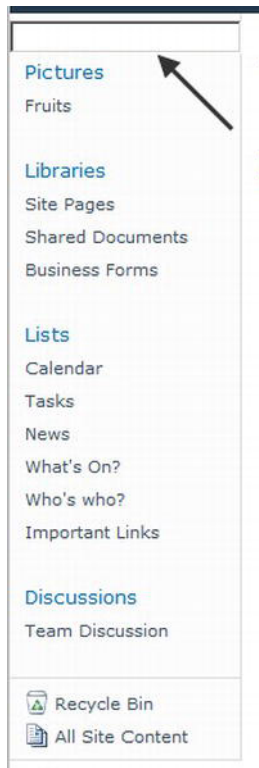 Pictures
Fruits
Libraries
Site Pages
Shared Documents
Business Forms
Lists
Calendar
Tasks
News
What's On?
Who's who?
Important Links
Discussions
Team Discussion
Recycle Bin
All Site Content